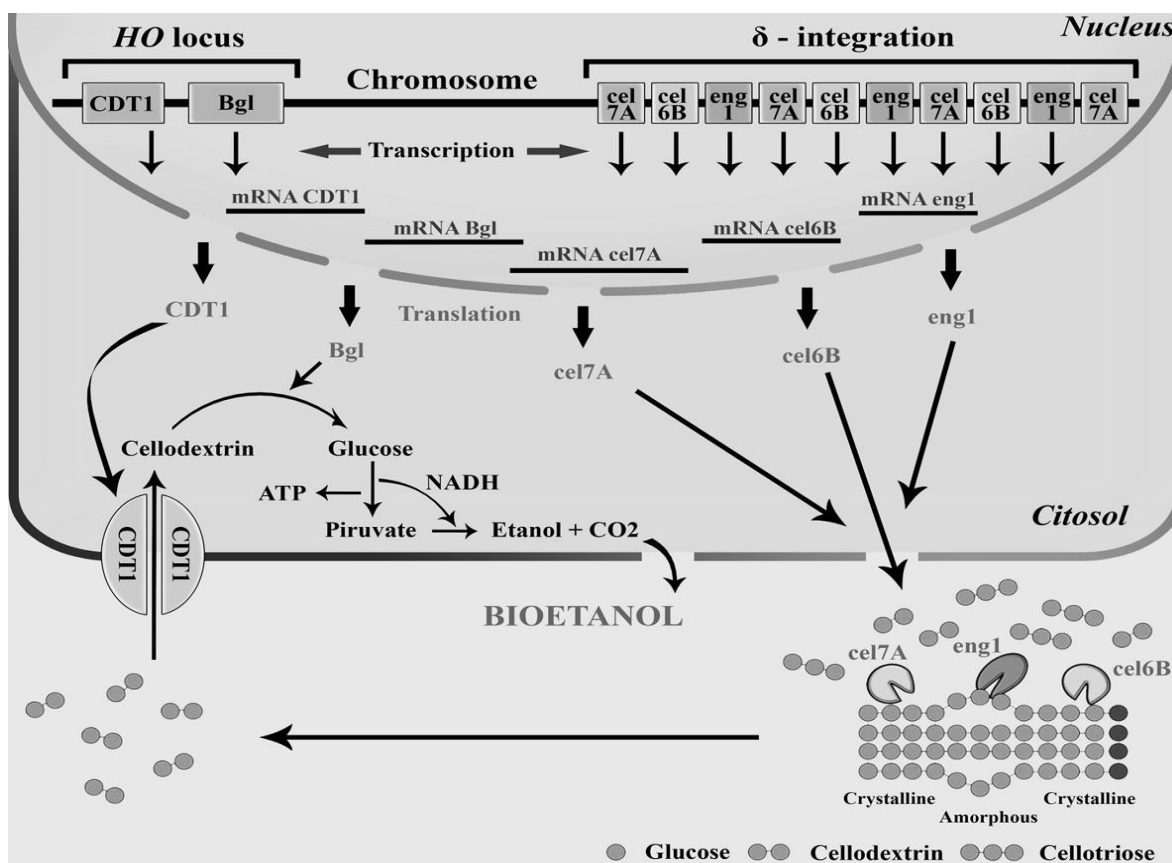 HO locus
δ - integration
Nucleus
Chromosome
CDT1
Bgl
cel
7A
cel
6B
eng
1
cel
7A
cel
6B
eng
1
cel
7A
cel
6B
eng
1
cel
7A
Transcription
mRNA CDT1
mRNA Bgl
mRNA cel7A
mRNA cel6B
mRNA eng1
CDT1
Translation
Bgl
cel7A
cel6B
eng1
Cellodextrin
Glucose
ATP
NADH
Piruvate
Etanol + CO2
Citosol
CDT1
CDT1
BIOETANOL
cel7A
eng1
cel6B
Crystalline
Amorphous
Crystalline
Glucose
Cellodextrin
Cellotriose